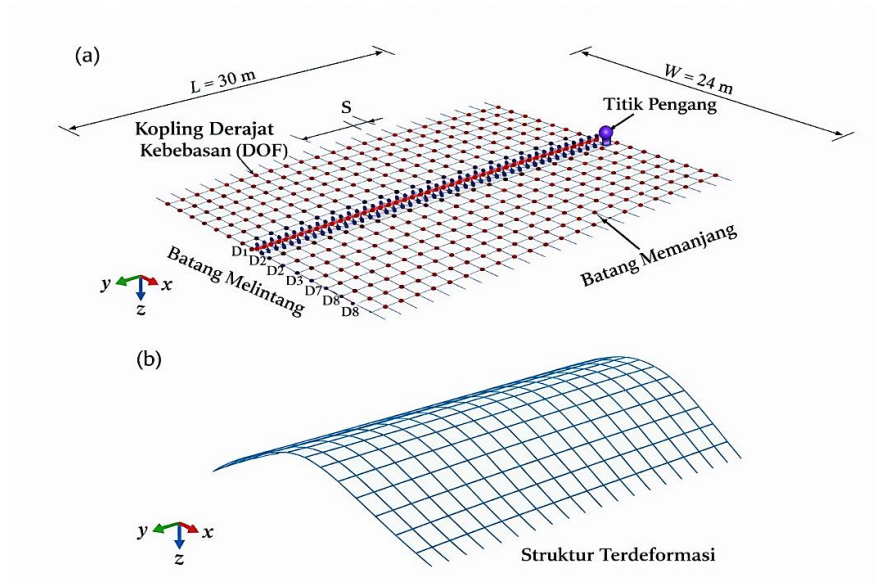 (a)
L = 30 m
W = 24 m
S
Titik Pengang
Kopling Derajat
Kebebasan (DOF)
D1
D2
D2
D3
D7
D8
D8
Batang Melintang
Batang Memanjang
y
x
z
(b)
y
x
z
Struktur Terdeformasi